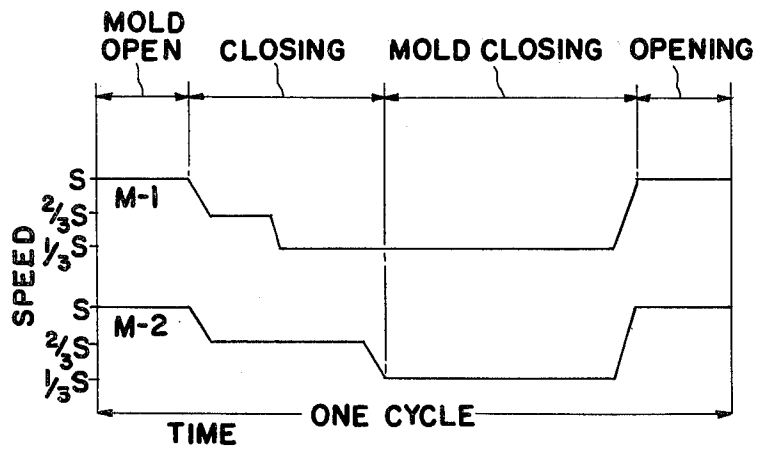 MOLD
OPEN CLOSING MOLD CLOSING OPENING
S
M-1
2/3S
1/3S
SPEED
S
M-2
2/3S
1/3S
ONE CYCLE
TIME